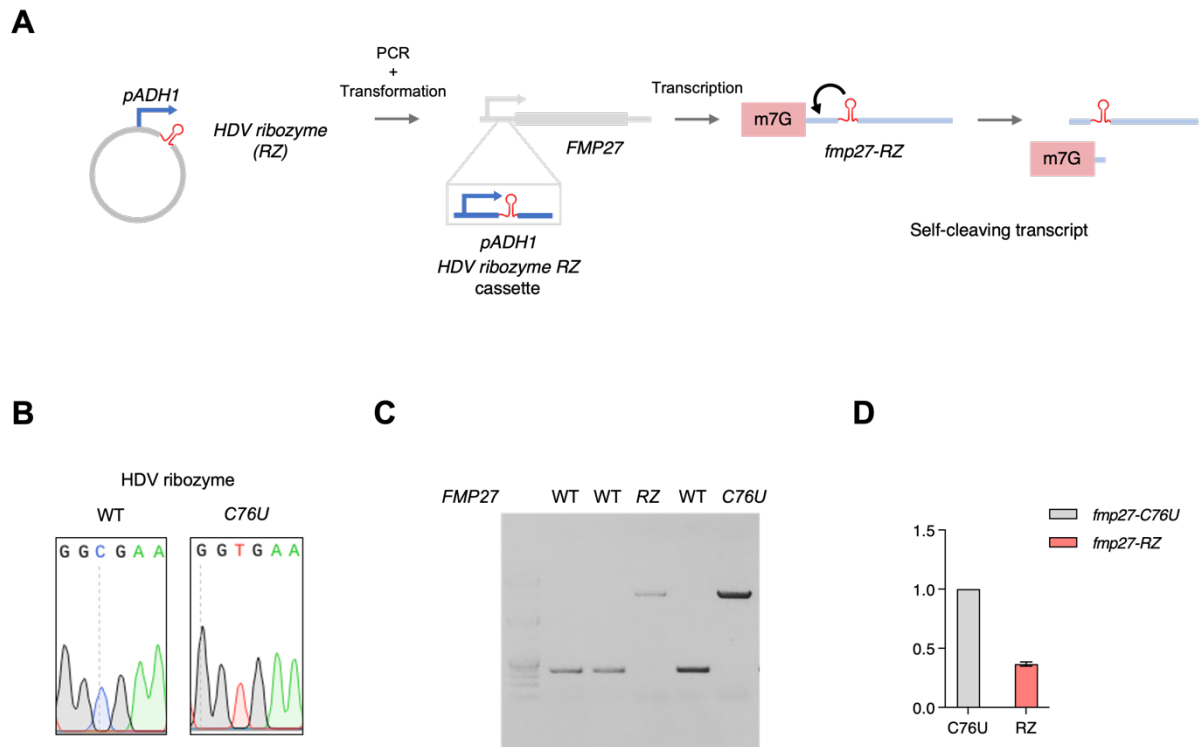 A
pADH1
HDV ribozyme
(RZ)
PCR
+
Transformation
FMP27
pADH1
HDV ribozyme RZ
cassette
Transcription
m7G
fmp27-RZ
m7G
Self-cleaving transcript
B
HDV ribozyme
WT
C76U
G G C G A A
G G T G A A
C
FMP27 WT WT RZ WT C76U
D
1.5
1.0
0.5
0.0
C76U RZ
fmp27-C76U
fmp27-RZ